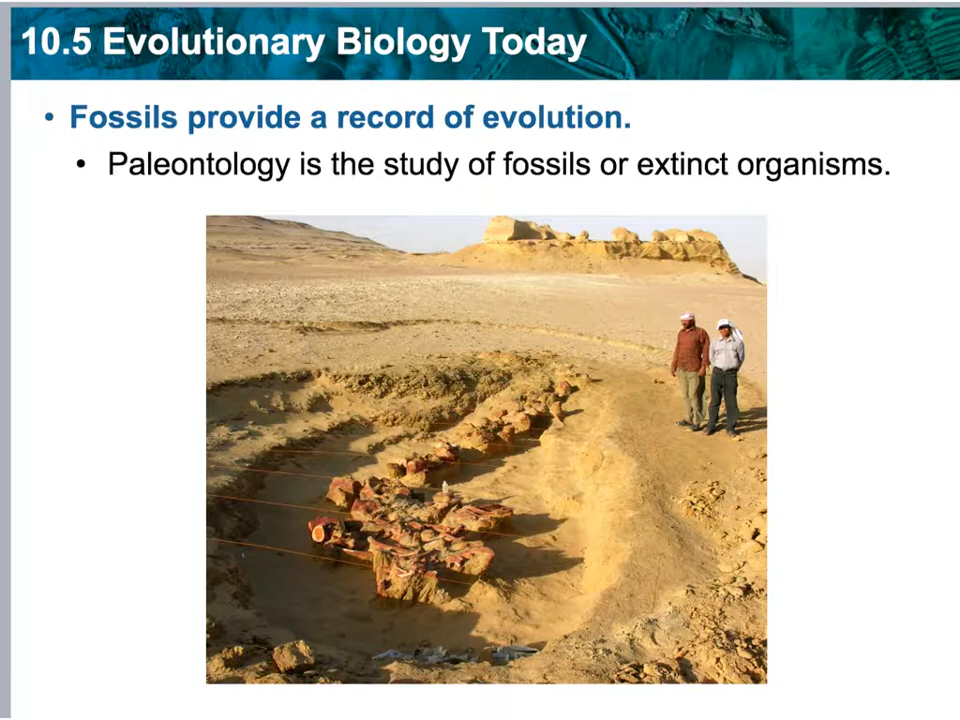 10.5 Evolutionary Biology Today
• Fossils provide a record of evolution.
• Paleontology is the study of fossils or extinct organisms.